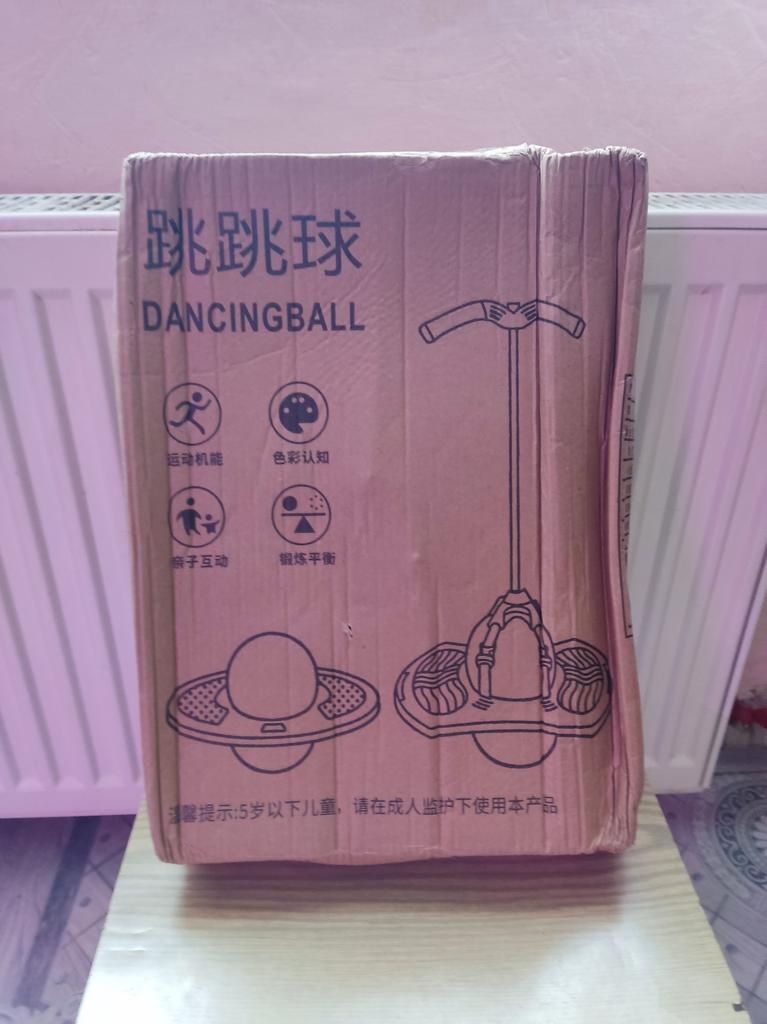 跳跳球
DANCINGBALL
运动机能
色彩认知
亲子互动
锻炼平衡
温馨提示:5岁以下儿童，请在成人监护下使用本产品